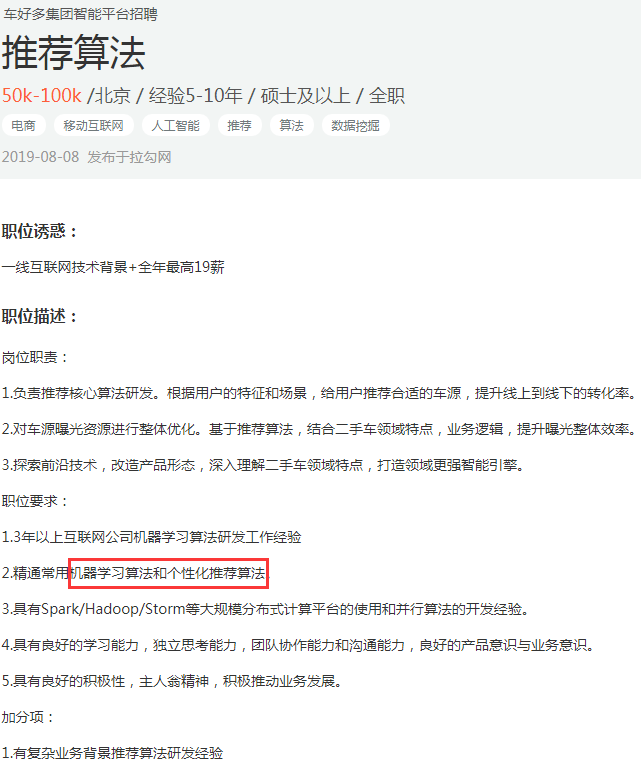 车好多集团智能平台招聘
推荐算法
50k-100k /北京 / 经验5-10年 / 硕士及以上 / 全职
电商 移动互联网 人工智能 推荐 算法 数据挖掘
2019-08-08 发布于拉勾网
职位诱惑：
一线互联网技术背景+全年最高19薪
职位描述：
岗位职责：
1.负责推荐核心算法研发。根据用户的特征和场景，给用户推荐合适的车源，提升线上到线下的转化率。
2.对车源曝光资源进行整体优化。基于推荐算法，结合二手车领域特点，业务逻辑，提升曝光整体效率。
3.探索前沿技术，改造产品形态，深入理解二手车领域特点，打造领域更强智能引擎。
职位要求：
1.3年以上互联网公司机器学习算法研发工作经验
2.精通常用机器学习算法和个性化推荐算法.
3.具有Spark/Hadoop/Storm等大规模分布式计算平台的使用和并行算法的开发经验。
4.具有良好的学习能力，独立思考能力，团队协作能力和沟通能力，良好的产品意识与业务意识。
5.具有良好的积极性，主人翁精神，积极推动业务发展。
加分项：
1.有复杂业务背景推荐算法研发经验